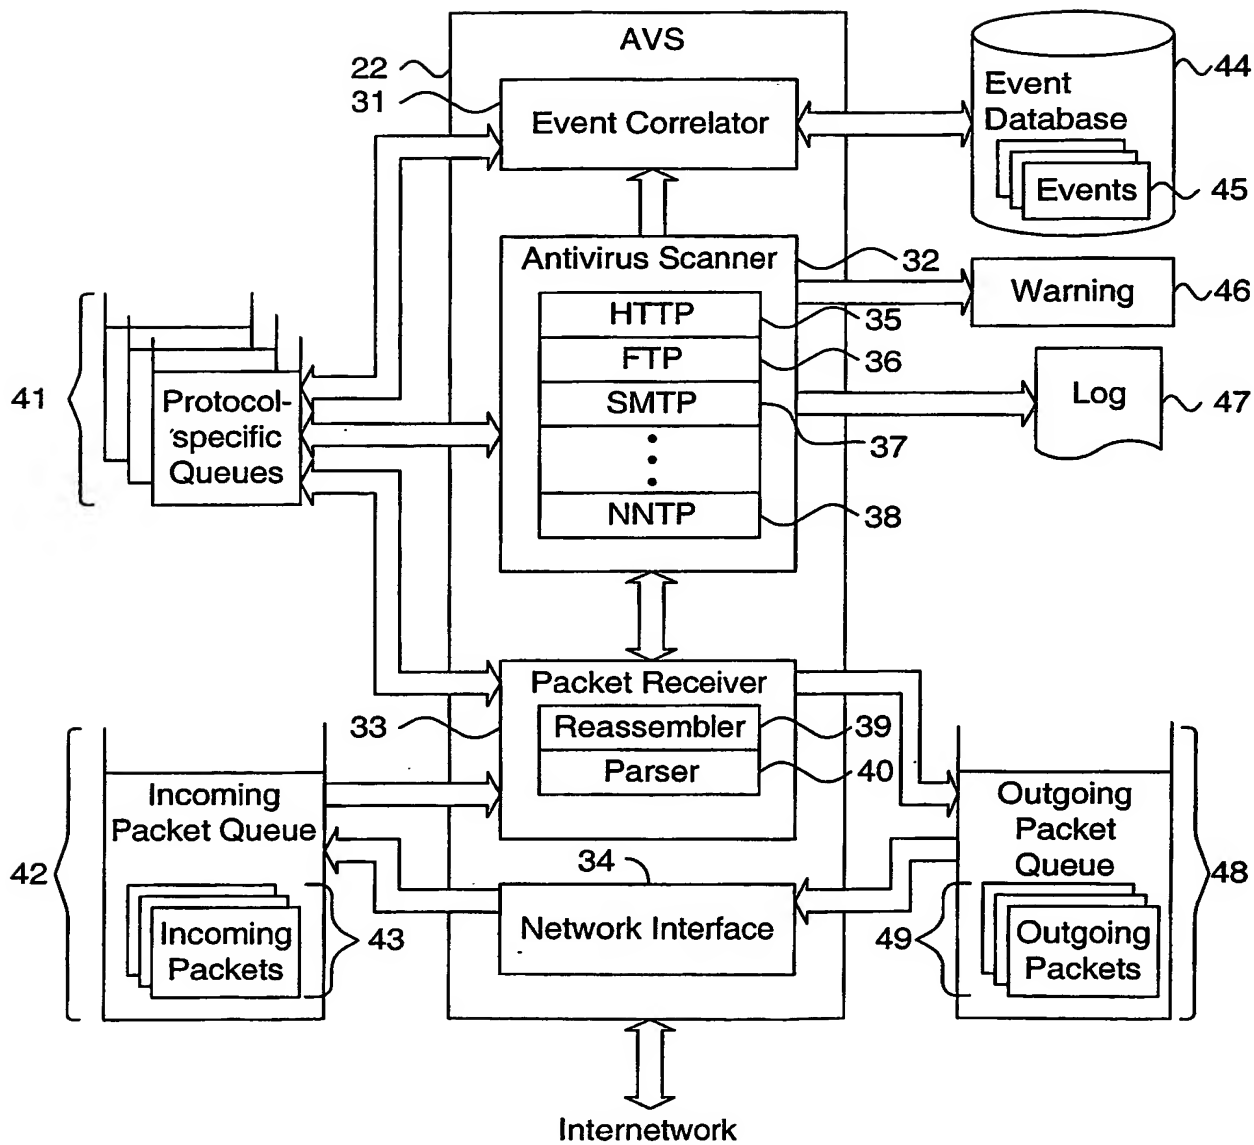 AVS
22
31
Event Correlator
Event
Database
Events
44
45
Antivirus Scanner
32
HTTP
35
FTP
36
SMTP
37
NNTP
38
Warning
46
Log
47
41
Protocol-
specific
Queues
Packet Receiver
33
Reassembler
39
Parser
40
42
Incoming
Packet Queue
Incoming
Packets
43
34
Network Interface
Outgoing
Packet
Queue
48
49
Outgoing
Packets
Internetwork